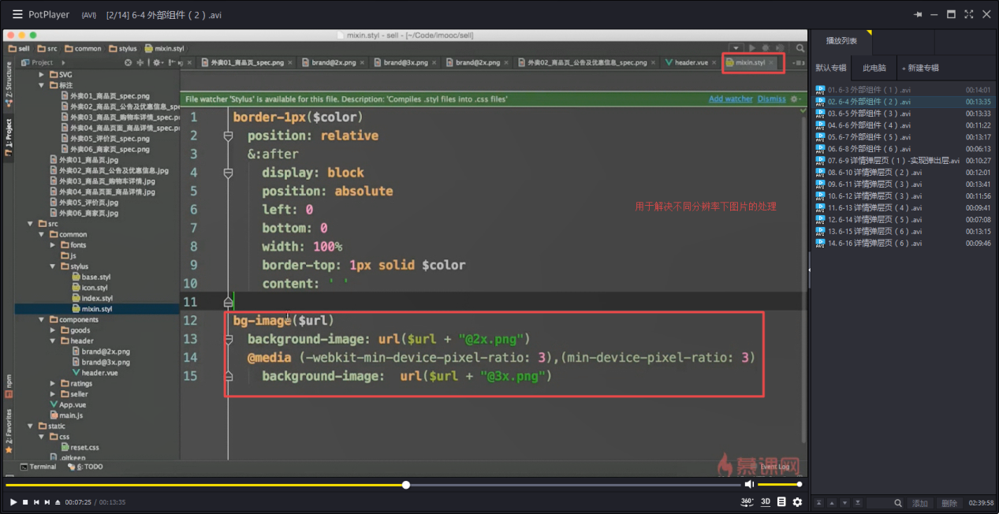 PotPlayer (AVI) [2/14] 6-4 外部组件 ( 2 ) .avi
mixin.styl - sell - [~/Code/imooc/sell]
sell src common stylus mixin.styl
Project
外卖01_商品页_spec.png brand@2x.png brand@3x.png brand@2x.png 外卖02_商品页_公告及优惠信息_spec.png header.vue mixin.styl
Z: Structure
1: Project
npm
2: Favorites
SVG
标注
外卖01_商品页_spec.png
外卖02_商品页_公告及优惠信息_spe
外卖03_商品页_购物车详情_spec.p
外卖04_商品页面_商品详情_spec.p
外卖05_评价页_spec.png
外卖06_商家页_spec.png
外卖01_商品页.jpg
外卖02_商品页_公告及优惠信息.jpg
外卖03_商品页_购物车详情.jpg
外卖04_商品页面_商品详情.jpg
外卖05_评价页.jpg
外卖06_商家页.jpg
src
common
fonts
js
stylus
base.styl
icon.styl
index.styl
mixin.styl
components
goods
header
brand@2x.png
brand@3x.png
header.vue
ratings
seller
App.vue
main.js
static
css
reset.css
.gitkeep
File watcher 'Stylus' is available for this file. Description: 'Compiles .styl files into .css files' Add watcher Dismiss
1 border-1px($color)
2 position: relative
3 &:after
4 display: block
5 position: absolute
6 left: 0
7 bottom: 0
8 width: 100%
9 border-top: 1px solid $color
10 content: ' '
11
12 bg-image($url)
13 background-image: url($url + "@2x.png")
14 @media (-webkit-min-device-pixel-ratio: 3),(min-device-pixel-ratio: 3)
15 background-image: url($url + "@3x.png")
用于解决不同分辨率下图片的处理
Terminal 6: TODO Event Log
慕课网
00:07:25 / 00:13:35
360° 3D
播放列表
默认专辑 此电脑 + 新建专辑
01. 6-3 外部组件 ( 1 ) .avi 00:14:01
02. 6-4 外部组件 ( 2 ) .avi 00:13:35
03. 6-5 外部组件 ( 3 ) .avi 00:13:33
04. 6-6 外部组件 ( 4 ) .avi 00:11:22
05. 6-7 外部组件 ( 5 ) .avi 00:13:17
06. 6-8 外部组件 ( 6 ) .avi 00:06:13
07. 6-9 详情弹层页 ( 1 ) -实现弹出层.avi 00:10:27
08. 6-10 详情弹层页 ( 2 ) .avi 00:12:01
09. 6-11 详情弹层页 ( 3 ) .avi 00:13:41
10. 6-12 详情弹层页 ( 3 ) .avi 00:11:56
11. 6-13 详情弹层页 ( 4 ) .avi 00:09:41
12. 6-14 详情弹层页 ( 5 ) .avi 00:07:08
13. 6-15 详情弹层页 ( 6 ) .avi 00:13:15
14. 6-16 详情弹层页 ( 6 ) .avi 00:09:46
添加 删除 02:39:58